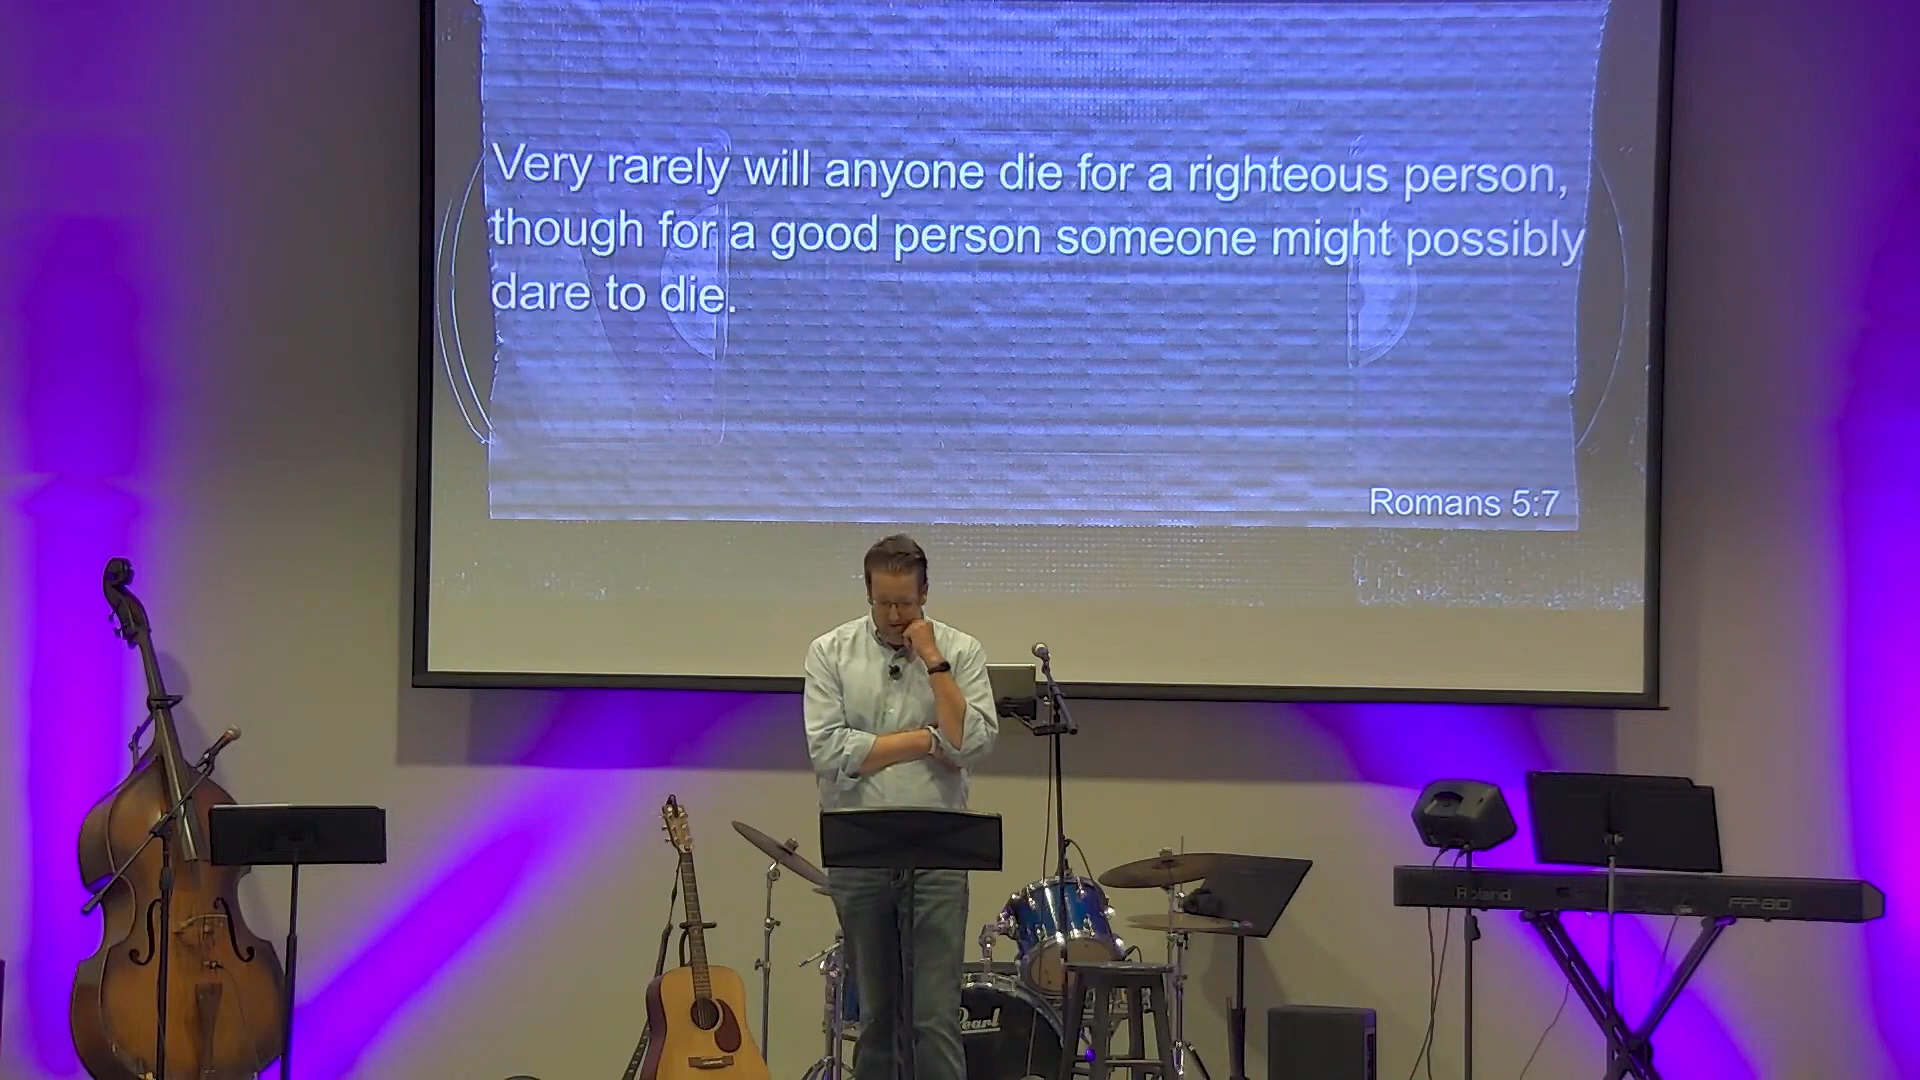 Very rarely will anyone die for a righteous person,
though for a good person someone might possibly
dare to die.
Romans 5:7
Roland
FP-80
Pearl